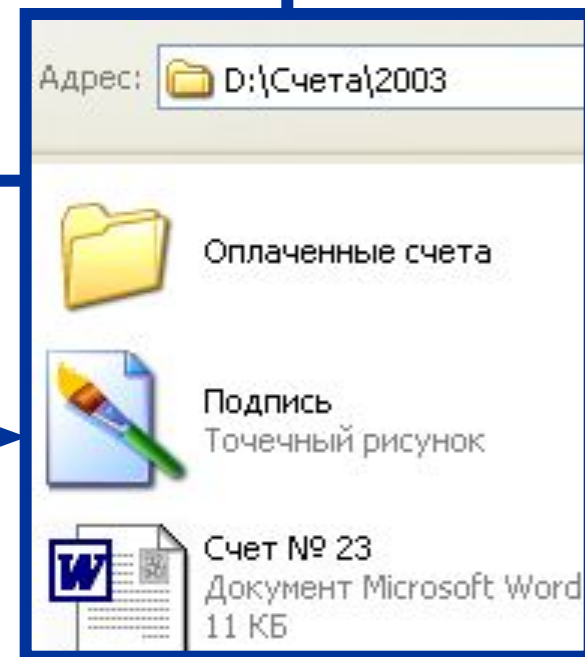 Адрес: D:\Счета\2003
Оплаченные счета
Подпись
Точечный рисунок
Счет № 23
Документ Microsoft Word
11 КБ